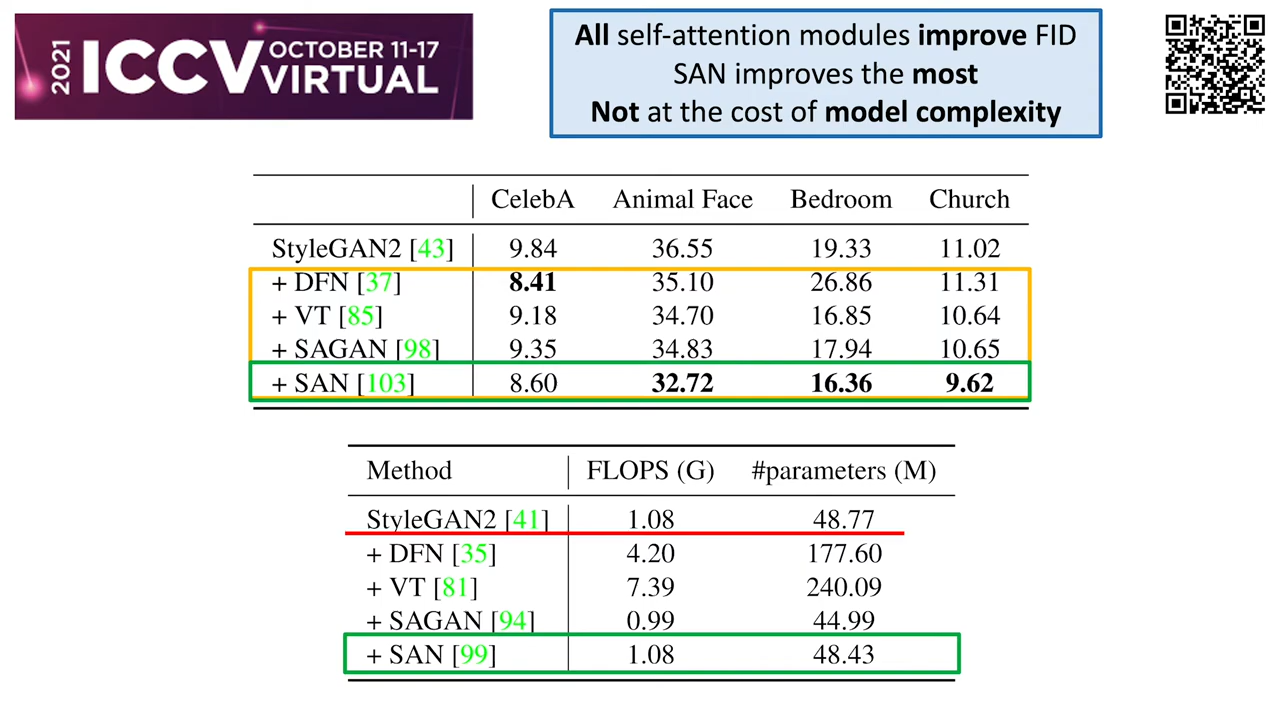 2021 ICCV OCTOBER 11-17
VIRTUAL
All self-attention modules improve FID
SAN improves the most
Not at the cost of model complexity
CelebA Animal Face Bedroom Church
StyleGAN2 [43] 9.84 36.55 19.33 11.02
+ DFN [37] 8.41 35.10 26.86 11.31
+ VT [85] 9.18 34.70 16.85 10.64
+ SAGAN [98] 9.35 34.83 17.94 10.65
+ SAN [103] 8.60 32.72 16.36 9.62
Method FLOPS (G) #parameters (M)
StyleGAN2 [41] 1.08 48.77
+ DFN [35] 4.20 177.60
+ VT [81] 7.39 240.09
+ SAGAN [94] 0.99 44.99
+ SAN [99] 1.08 48.43